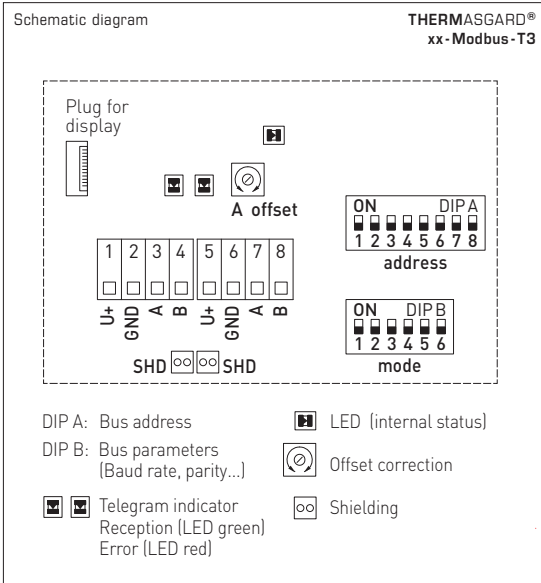 Schematic diagram
THERMASGARD®
xx-Modbus-T3
Plug for
display
A offset
ON DIP A
1 2 3 4 5 6 7 8
address
1 2 3 4 5 6 7 8
U+ GND A B U+ GND A B
ON DIP B
1 2 3 4 5 6
mode
SHD SHD
DIP A: Bus address
DIP B: Bus parameters
(Baud rate, parity...)
Telegram indicator
Reception (LED green)
Error (LED red)
LED (internal status)
Offset correction
Shielding